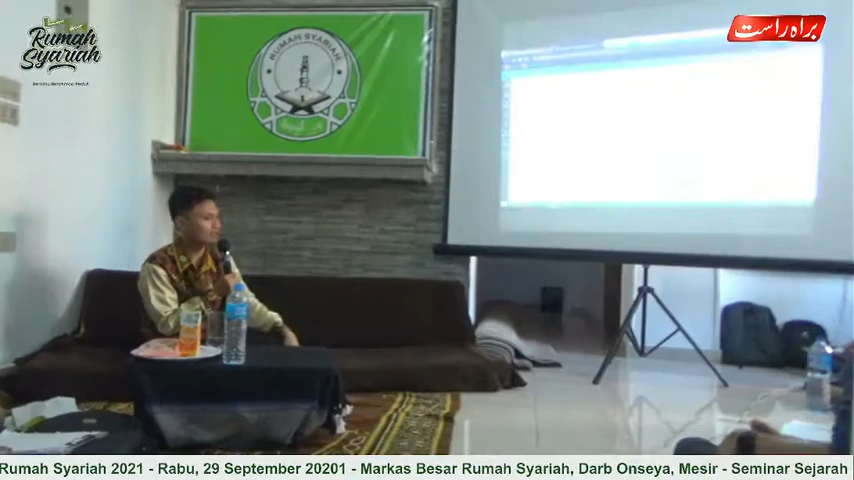 Rumah
Syariah
براہ راست
RUMAH SYARIAH
Rumah Syariah 2021 - Rabu, 29 September 20201 - Markas Besar Rumah Syariah, Darb Onseya, Mesir - Seminar Sejarah